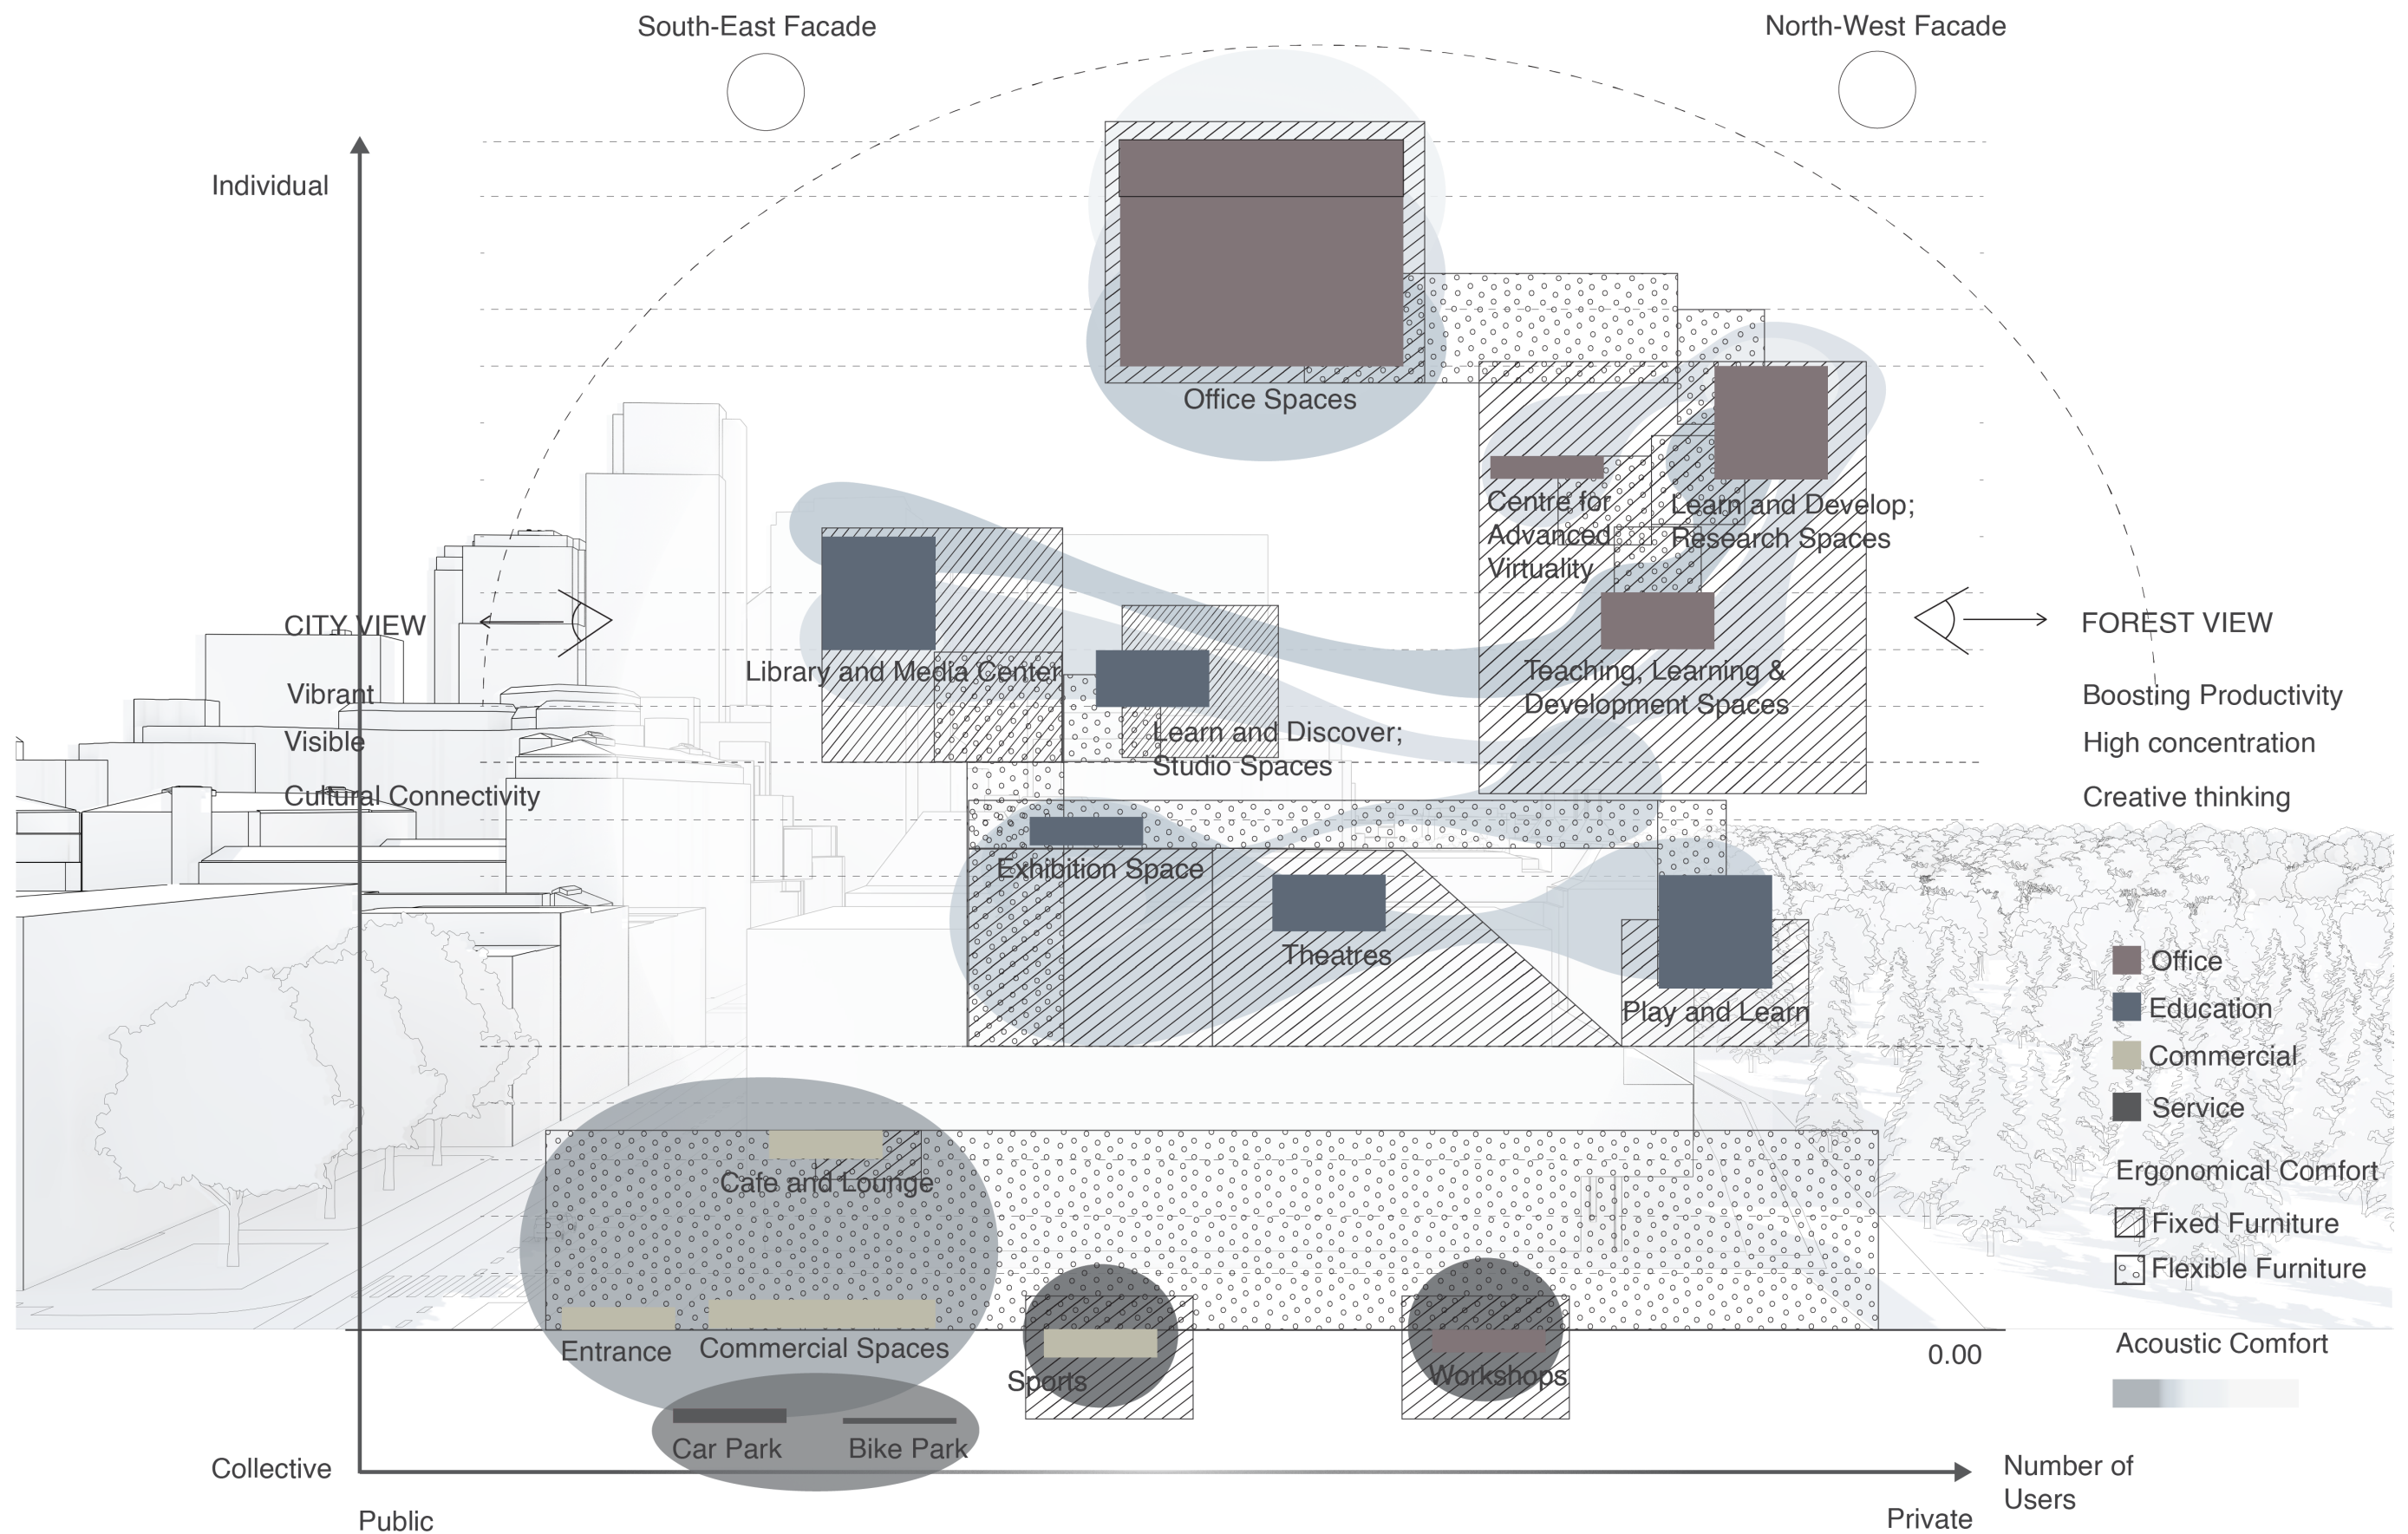 South-East Facade
North-West Facade
Individual
Office Spaces
Centre for
Advanced
Virtuality
Learn and Develop;
Research Spaces
CITY VIEW
FOREST VIEW
Library and Media Center
Teaching, Learning &
Development Spaces
Vibrant
Boosting Productivity
Learn and Discover;
Studio Spaces
Visible
High concentration
Cultural Connectivity
Creative thinking
Exhibition Space
Theatres
Play and Learn
Office
Education
Commercial
Service
Ergonomical Comfort
Fixed Furniture
Flexible Furniture
Cafe and Lounge
Entrance
Commercial Spaces
Sports
Workshops
0.00
Acoustic Comfort
Car Park
Bike Park
Collective
Number of
Users
Public
Private